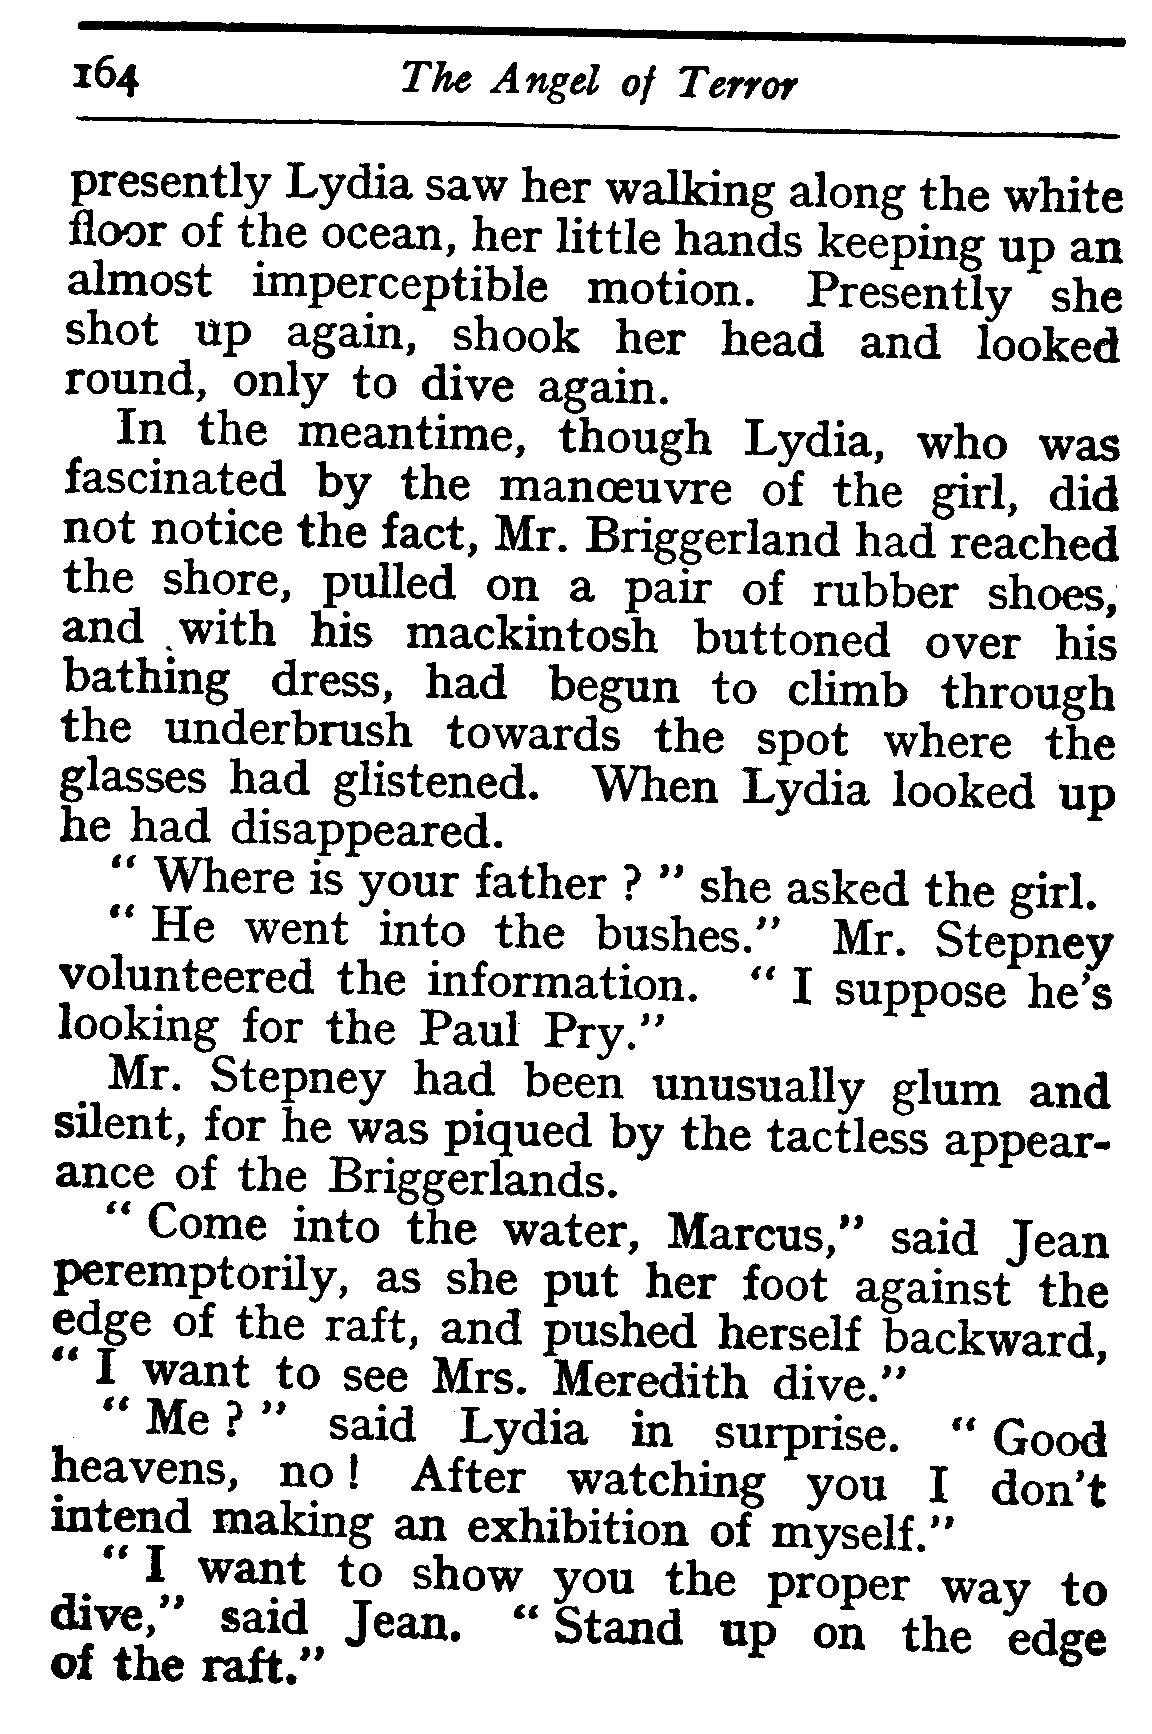 164 The Angel of Terror
presently Lydia saw her walking along the white
floor of the ocean, her little hands keeping up an
almost imperceptible motion. Presently she
shot up again, shook her head and looked
round, only to dive again.
In the meantime, though Lydia, who was
fascinated by the manœuvre of the girl, did
not notice the fact, Mr. Briggerland had reached
the shore, pulled on a pair of rubber shoes,
and with his mackintosh buttoned over his
bathing dress, had begun to climb through
the underbrush towards the spot where the
glasses had glistened. When Lydia looked up
he had disappeared.
“ Where is your father ? ” she asked the girl.
“ He went into the bushes.” Mr. Stepney
volunteered the information. “ I suppose he’s
looking for the Paul Pry.”
Mr. Stepney had been unusually glum and
silent, for he was piqued by the tactless appear-
ance of the Briggerlands.
“ Come into the water, Marcus,” said Jean
peremptorily, as she put her foot against the
edge of the raft, and pushed herself backward,
“ I want to see Mrs. Meredith dive.”
“ Me ? ” said Lydia in surprise. “ Good
heavens, no ! After watching you I don’t
intend making an exhibition of myself.”
“ I want to show you the proper way to
dive,” said Jean. “ Stand up on the edge
of the raft.”